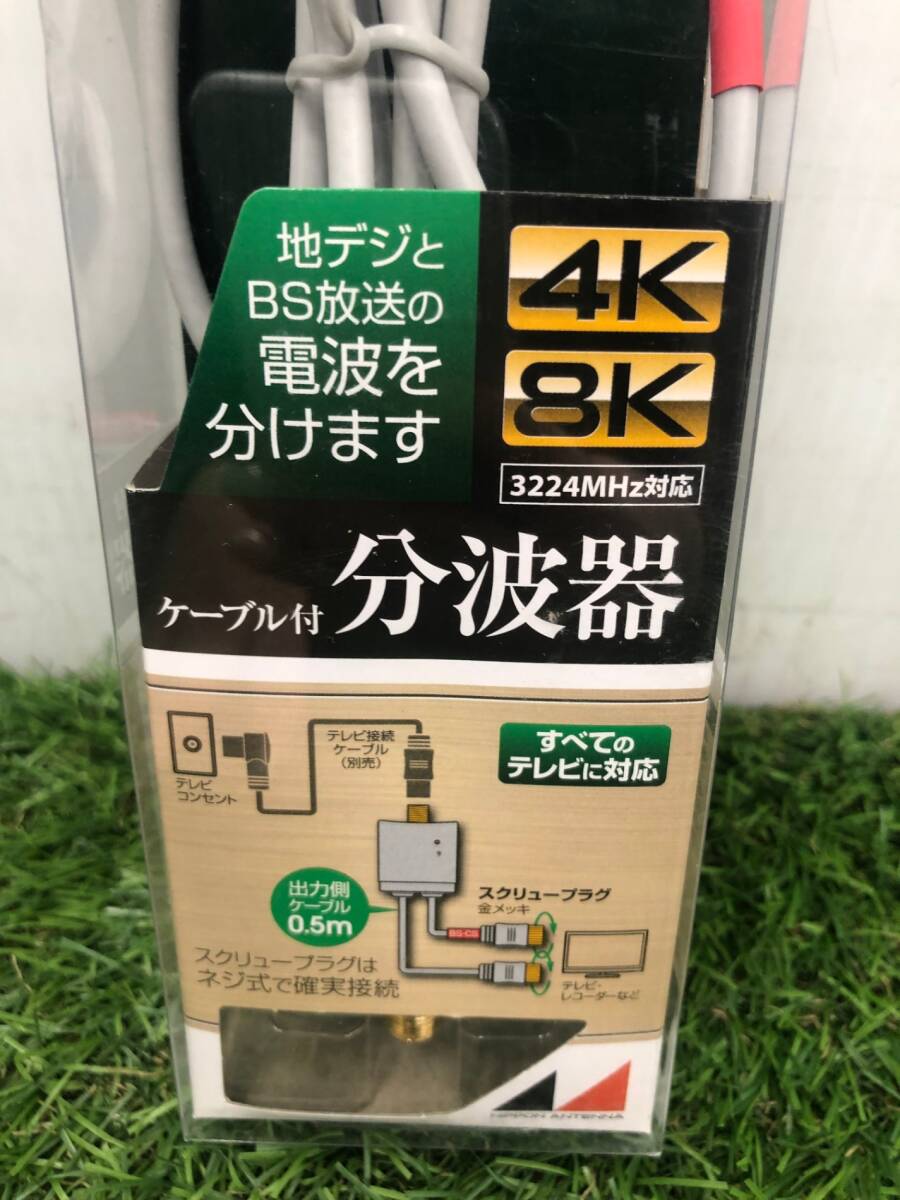 地デジと
BS放送の
電波を
分けます
4K
8K
3224MHz対応
ケーブル付 分波器
すべての
テレビに対応
テレビ接続
ケーブル
(別売)
テレビ
コンセント
出力側
ケーブル
0.5m
スクリュープラグ
金メッキ
BS・CS
スクリュープラグは
ネジ式で確実接続
テレビ・
レコーダーなど
NIPPON ANTENNA